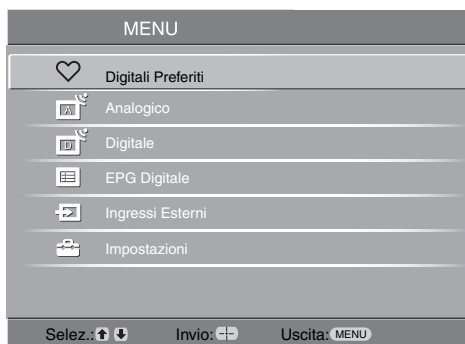 MENU
Digitali Preferiti
A Analogico
D Digitale
EPG Digitale
Ingressi Esterni
Impostazioni
Selez.: Invio: Uscita: MENU